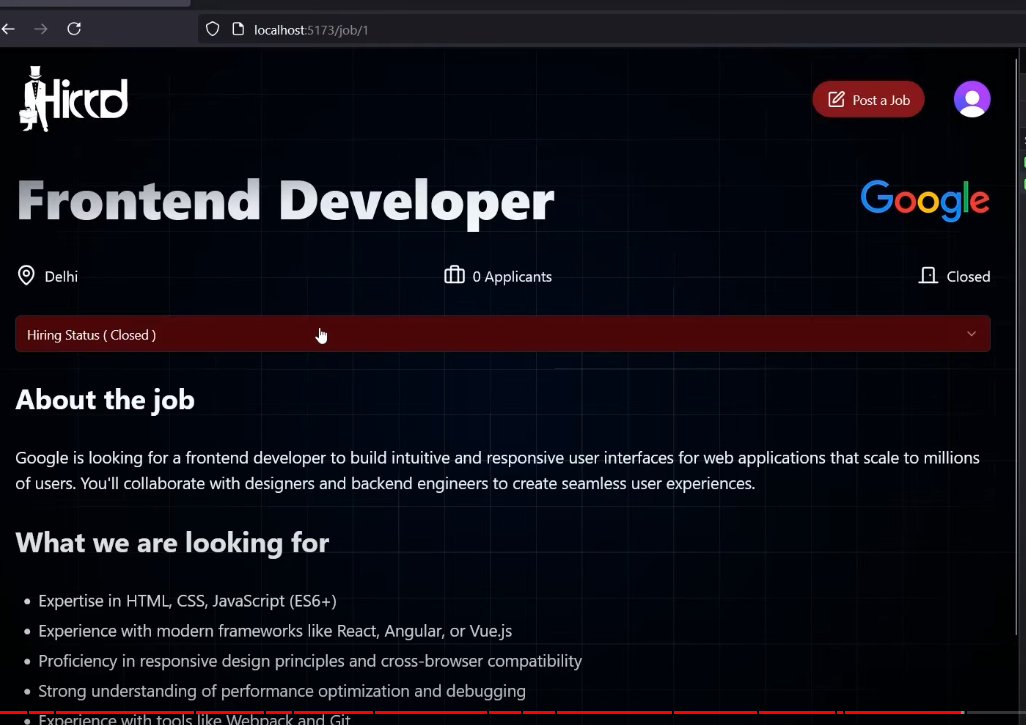 localhost:5173/job/1
Hirrd
Post a Job
Frontend Developer
Google
Delhi
0 Applicants
Closed
Hiring Status ( Closed )
About the job
Google is looking for a frontend developer to build intuitive and responsive user interfaces for web applications that scale to millions
of users. You'll collaborate with designers and backend engineers to create seamless user experiences.
What we are looking for
• Expertise in HTML, CSS, JavaScript (ES6+)
• Experience with modern frameworks like React, Angular, or Vue.js
• Proficiency in responsive design principles and cross-browser compatibility
• Strong understanding of performance optimization and debugging
• Experience with tools like Webpack and Git